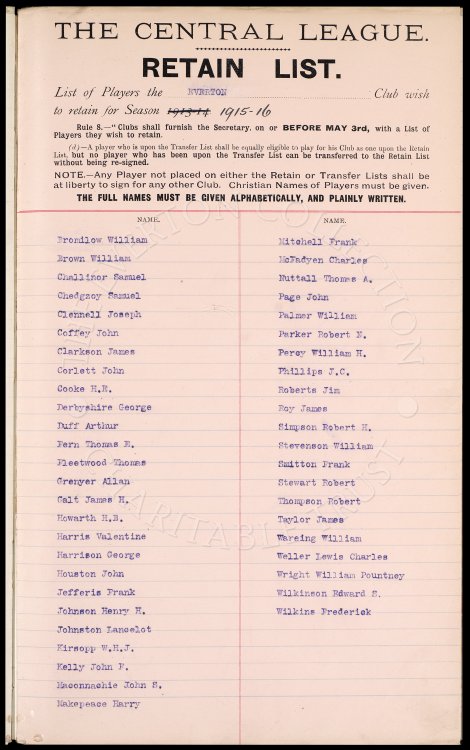 THE CENTRAL LEAGUE.
RETAIN LIST.
List of Players the EVERTON Club wish
to retain for Season 1913-14 1915-16
Rule 8.—"Clubs shall furnish the Secretary, on or BEFORE MAY 3rd, with a List of
Players they wish to retain.
(d)—A player who is upon the Transfer List shall be equally eligible to play for his Club as one upon the Retain
List, but no player who has been upon the Transfer List can be transferred to the Retain List
without being re-signed.
NOTE.—Any Player not placed on either the Retain or Transfer Lists shall be
at liberty to sign for any other Club. Christian Names of Players must be given.
THE FULL NAMES MUST BE GIVEN ALPHABETICALLY, AND PLAINLY WRITTEN.
NAME.
Bromilow William
Brown William
Challinor Samuel
Chedgzoy Samuel
Clennell Joseph
Coffey John
Clarkson James
Corlett John
Cooke H.E.
Derbyshire George
Duff Arthur
Fern Thomas E.
Fleetwood Thomas
Grenyer Allan
Galt James H.
Howarth H.B.
Harris Valentine
Harrison George
Houston John
Jefferis Frank
Johnson Henry H.
Johnston Lancelot
Kirsopp W.H.J.
Kelly John F.
Maconnachie John S.
Makepeace Harry
NAME.
Mitchell Frank
McFadyen Charles
Nuttall Thomas A.
Page John
Palmer William
Parker Robert N.
Percy William H.
Phillips J.C.
Roberts Jim
Roy James
Simpson Robert H.
Stevenson William
Smitton Frank
Stewart Robert
Thompson Robert
Taylor James
Wareing William
Weller Lewis Charles
Wright William Pountney
Wilkinson Edward S.
Wilkins Frederick
EVERTON COLLECTION
CHARITABLE TRUST